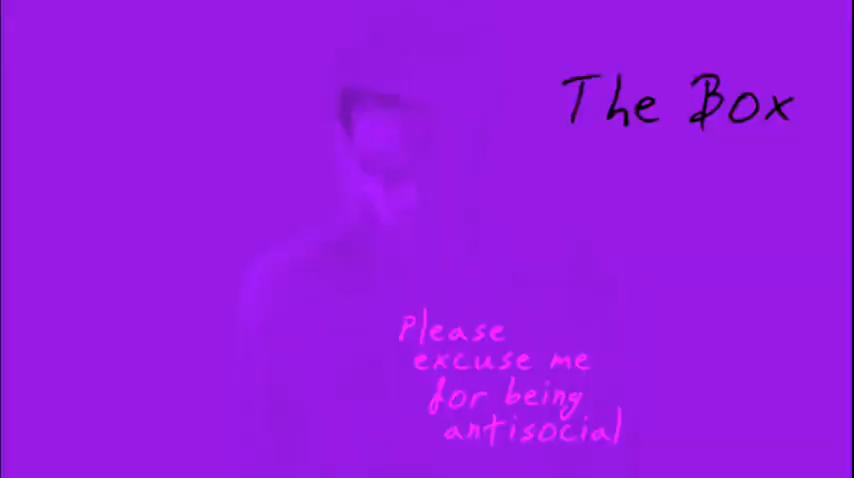 The Box
Please
excuse me
for being
antisocial